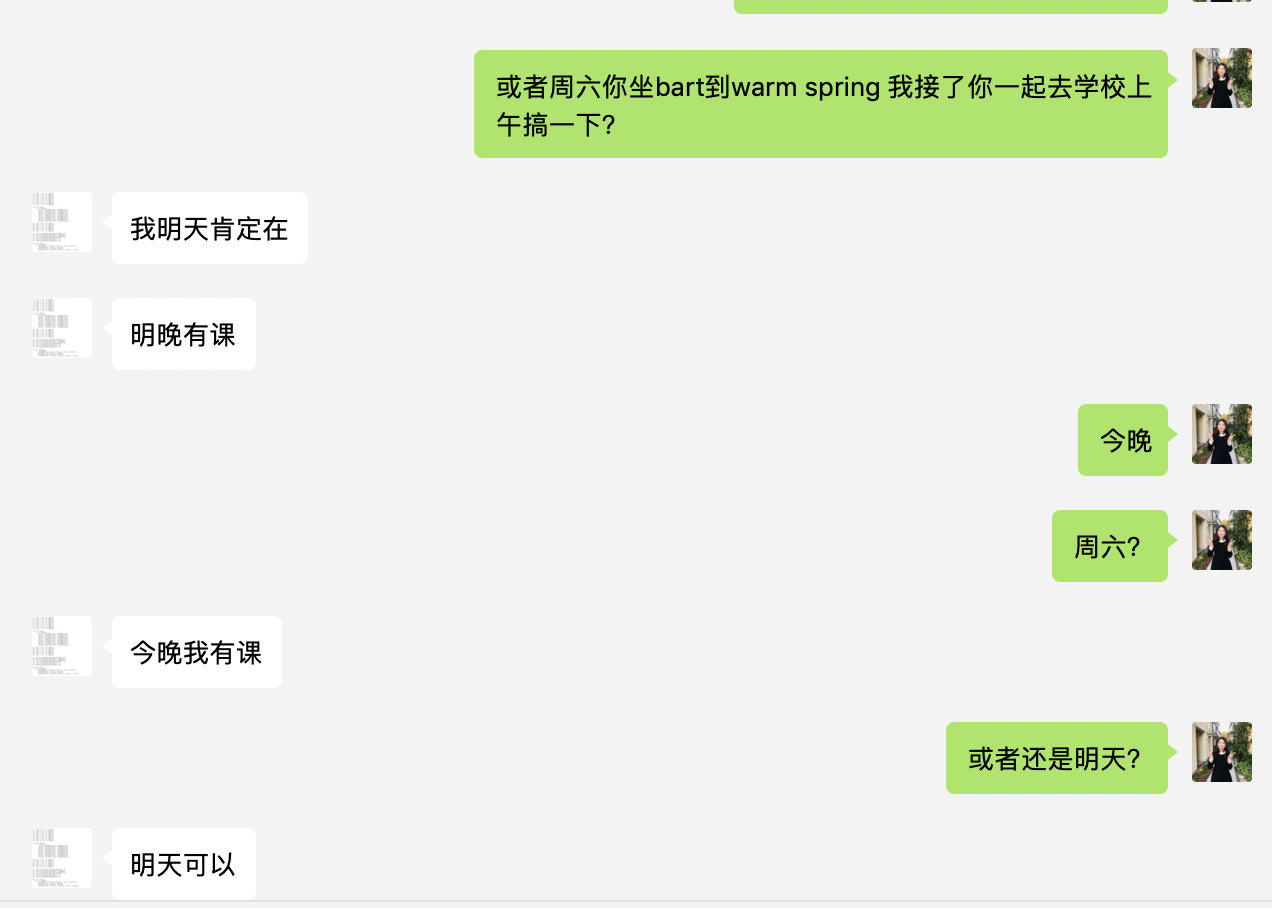 或者周六你坐bart到warm spring 我接了你一起去学校上
午搞一下?
我明天肯定在
明晚有课
今晚
周六?
今晚我有课
或者还是明天?
明天可以